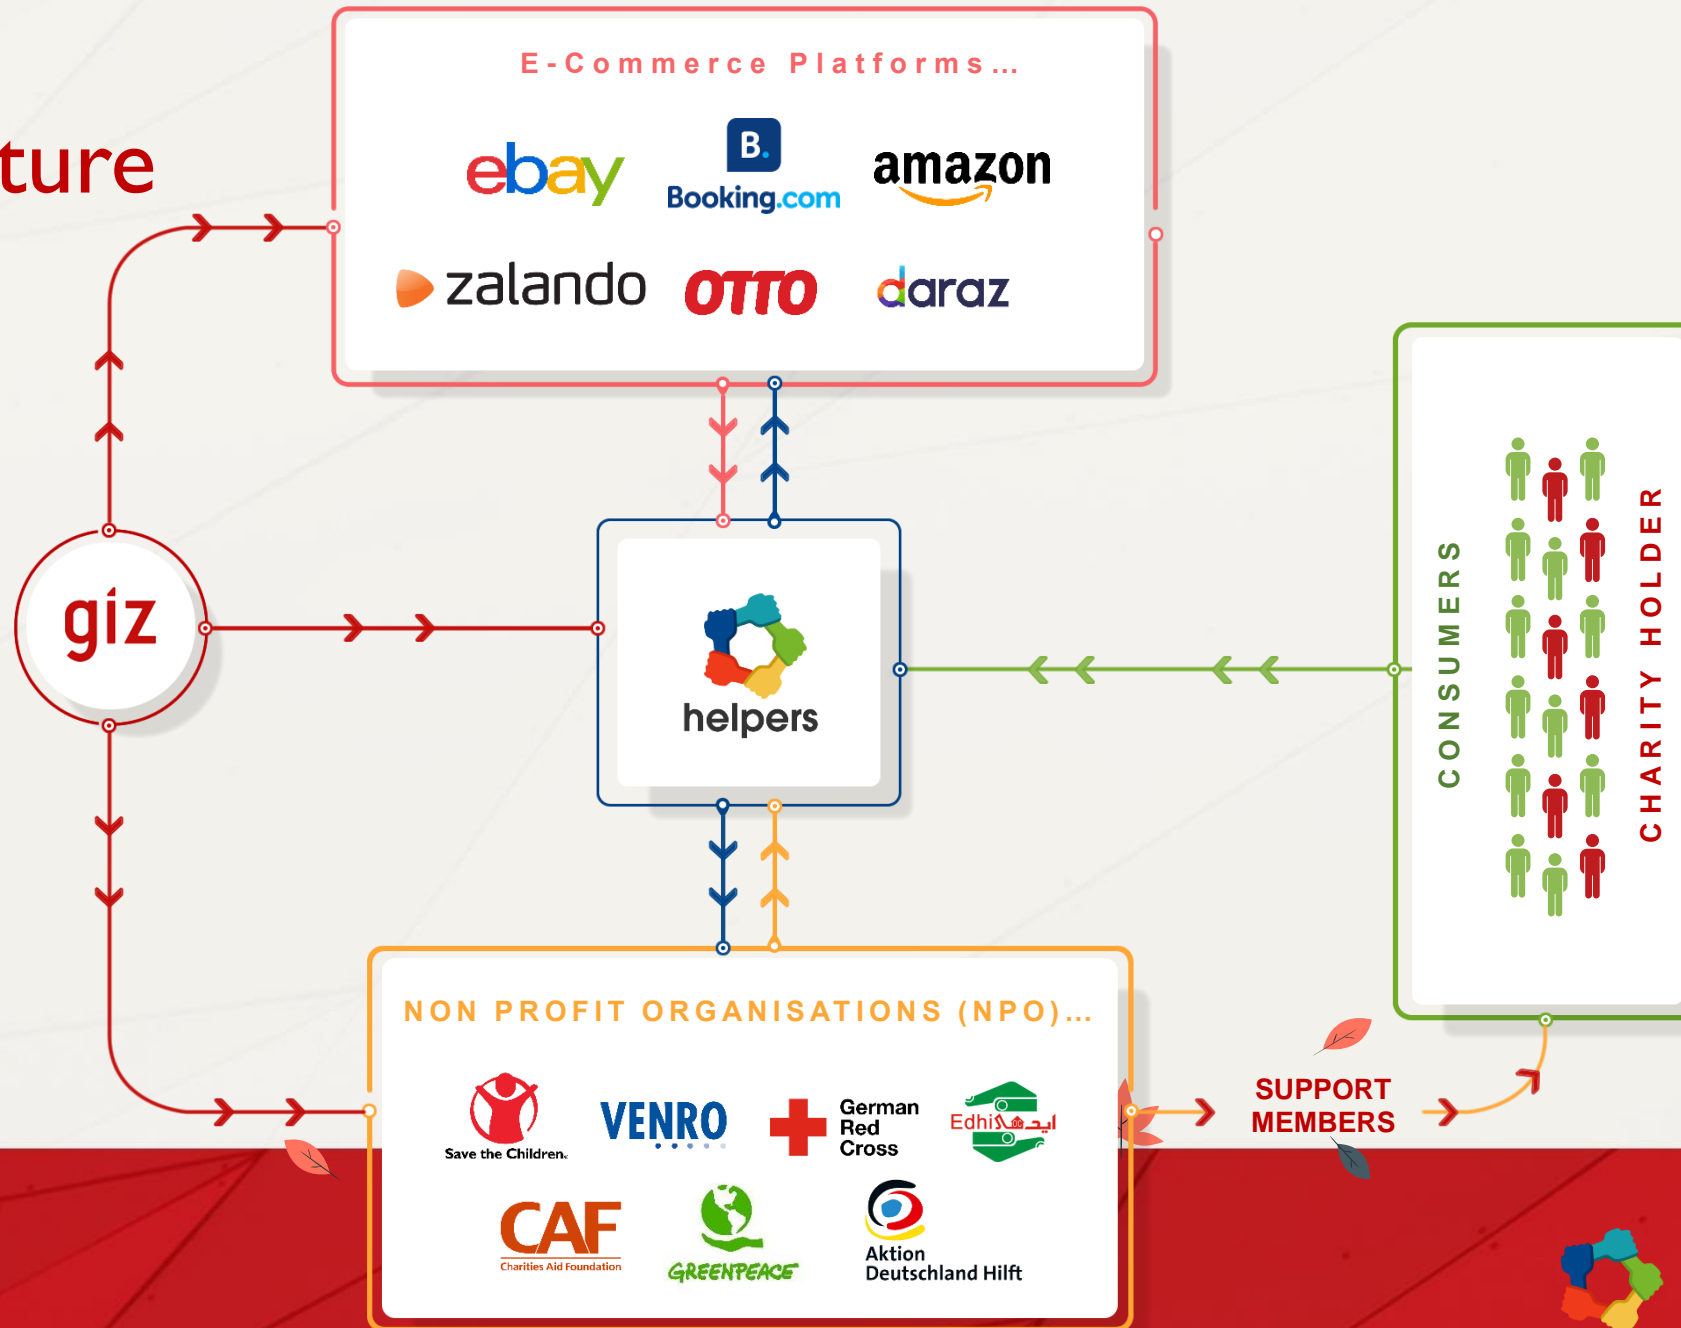 ture
E-Commerce Platforms...
ebay
B.
Booking.com
amazon
zalando
OTTO
daraz
giz
helpers
CONSUMERS
CHARITY HOLDER
NON PROFIT ORGANISATIONS (NPO)...
Save the Children.
VENRO
German
Red
Cross
Edhi ایدھی
CAF
Charities Aid Foundation
GREENPEACE
Aktion
Deutschland Hilft
SUPPORT
MEMBERS